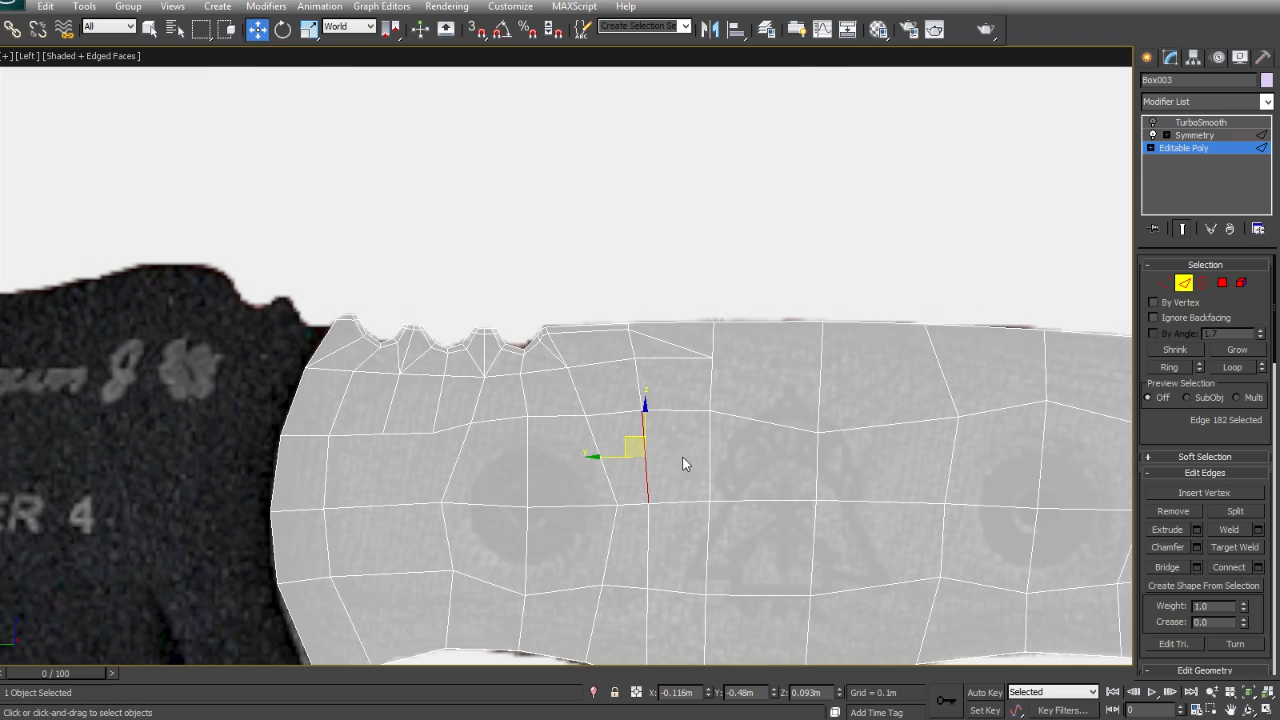 Edit Tools Group Views Create Modifiers Animation Graph Editors Rendering Customize MAXScript Help
All World Create Selection Se
[+] [Left] [Shaded + Edged Faces]
Box003
Modifier List
TurboSmooth
Symmetry
Editable Poly
- Selection
By Vertex
Ignore Backfacing
By Angle: 1.7
Shrink Grow
Ring Loop
Preview Selection
Off SubObj Multi
Edge 182 Selected
+ Soft Selection
- Edit Edges
Insert Vertex
Remove Split
Extrude Weld
Chamfer Target Weld
Bridge Connect
Create Shape From Selection
Weight: 1.0
Crease: 0.0
Edit Tri. Turn
- Edit Geometry
ER 4
z
y
< 0 / 100 >
1 Object Selected X: -0.116m Y: -0.48m Z: 0.093m Grid = 0.1m Auto Key Selected
Click or click-and-drag to select objects Add Time Tag Set Key Key Filters... 0